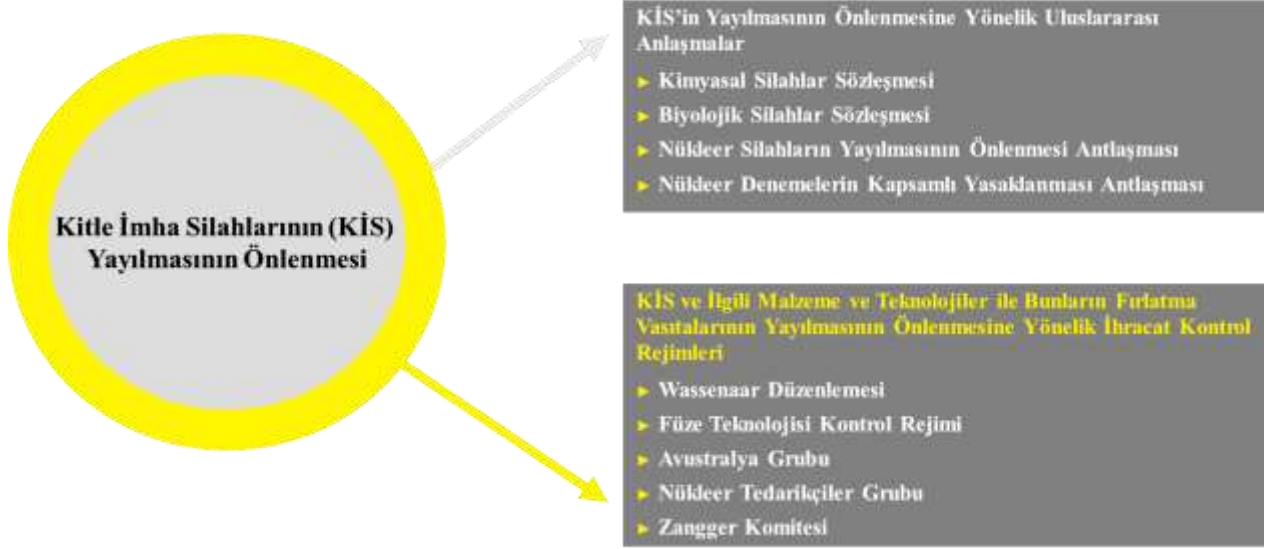 Kitle İmha Silahlarının (KİS)
Yayılmasının Önlenmesi
KİS’in Yayılmasının Önlenmesine Yönelik Uluslararası
Anlaşmalar
► Kimyasal Silahlar Sözleşmesi
► Biyolojik Silahlar Sözleşmesi
► Nükleer Silahların Yayılmasının Önlenmesi Antlaşması
► Nükleer Denemelerin Kapsamlı Yasaklanması Antlaşması
KİS ve İlgili Malzeme ve Teknolojiler ile Bunların Fırlatma
Vasıtalarının Yayılmasının Önlenmesine Yönelik İhracat Kontrol
Rejimleri
► Wassenaar Düzenlemesi
► Füze Teknolojisi Kontrol Rejimi
► Avustralya Grubu
► Nükleer Tedarikçiler Grubu
► Zangger Komitesi